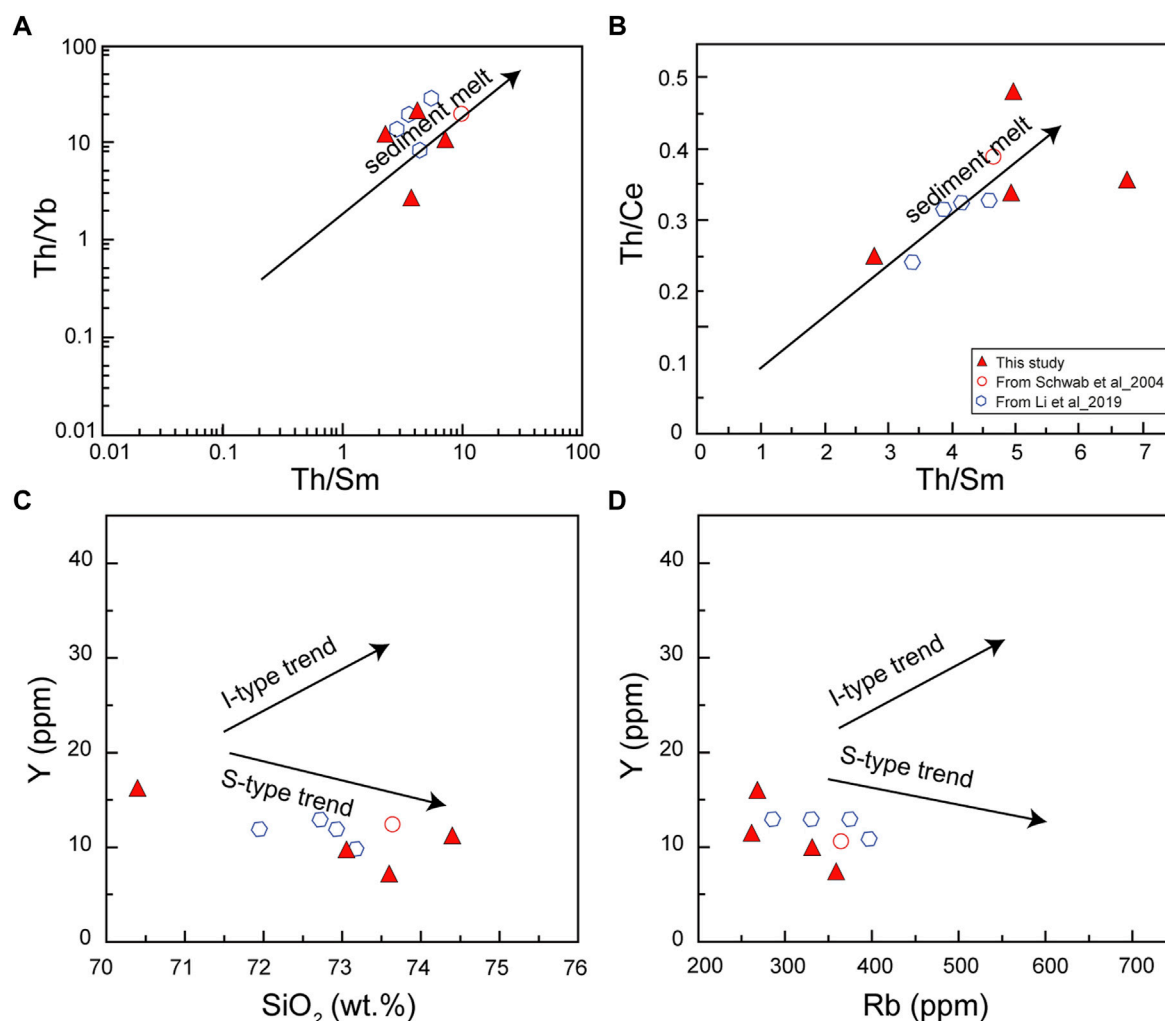 A
100
10
1
0.1
0.01
Th/Yb
sediment melt
0.01
0.1
1
10
100
Th/Sm
B
0.5
0.4
0.3
0.2
0.1
0
Th/Ce
sediment melt
This study
From Schwab et al_2004
From Li et al_2019
0
1
2
3
4
5
6
7
Th/Sm
C
40
30
20
10
0
Y (ppm)
I-type trend
S-type trend
70
71
72
73
74
75
76
SiO₂ (wt.%)
D
40
30
20
10
0
Y (ppm)
I-type trend
S-type trend
200
300
400
500
600
700
Rb (ppm)